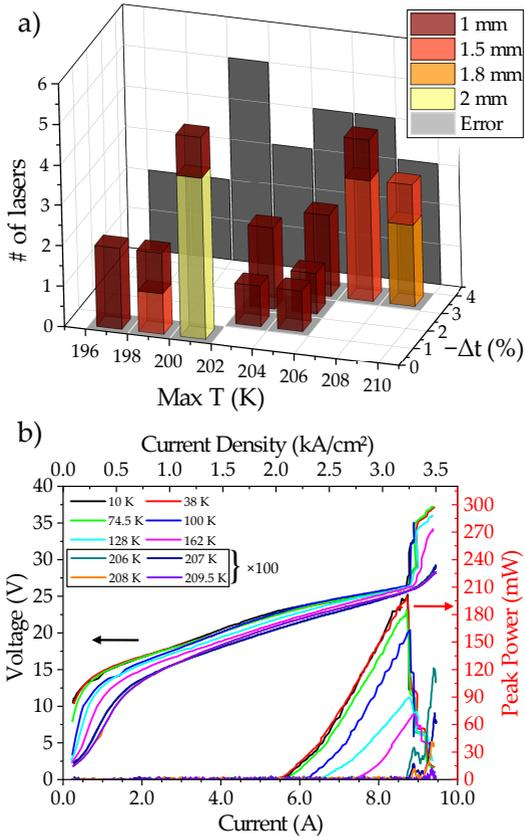 a)
1 mm
1.5 mm
1.8 mm
2 mm
Error
6
5
4
3
2
1
0
# of lasers
196 198 200 202 204 206 208 210
Max T (K)
0 1 2 3 4
−Δt (%)
b)
Current Density (kA/cm²)
0.0 0.5 1.0 1.5 2.0 2.5 3.0 3.5
40
35
30
25
20
15
10
5
0
Voltage (V)
10 K 38 K
74.5 K 100 K
128 K 162 K
206 K 207 K
208 K 209.5 K
×100
300
270
240
210
180
150
120
90
60
30
0
Peak Power (mW)
0.0 2.0 4.0 6.0 8.0 10.0
Current (A)